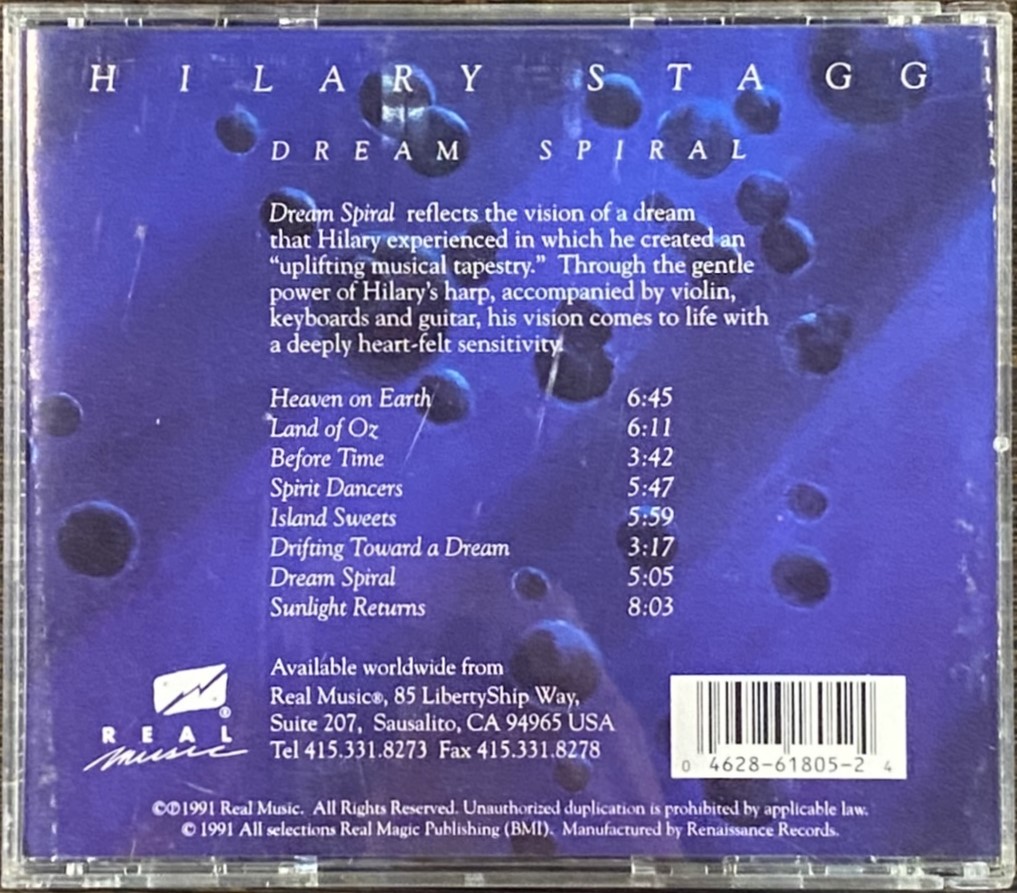 HILARY STAGG
DREAM SPIRAL
Dream Spiral reflects the vision of a dream
that Hilary experienced in which he created an
“uplifting musical tapestry.” Through the gentle
power of Hilary’s harp, accompanied by violin,
keyboards and guitar, his vision comes to life with
a deeply heart-felt sensitivity.
Heaven on Earth 6:45
Land of Oz 6:11
Before Time 3:42
Spirit Dancers 5:47
Island Sweets 5:59
Drifting Toward a Dream 3:17
Dream Spiral 5:05
Sunlight Returns 8:03
Available worldwide from
Real Music®, 85 LibertyShip Way,
Suite 207, Sausalito, CA 94965 USA
Tel 415.331.8273 Fax 415.331.8278
®
REAL
music
0 4628-61805-2 4
©℗1991 Real Music. All Rights Reserved. Unauthorized duplication is prohibited by applicable law.
© 1991 All selections Real Magic Publishing (BMI). Manufactured by Renaissance Records.